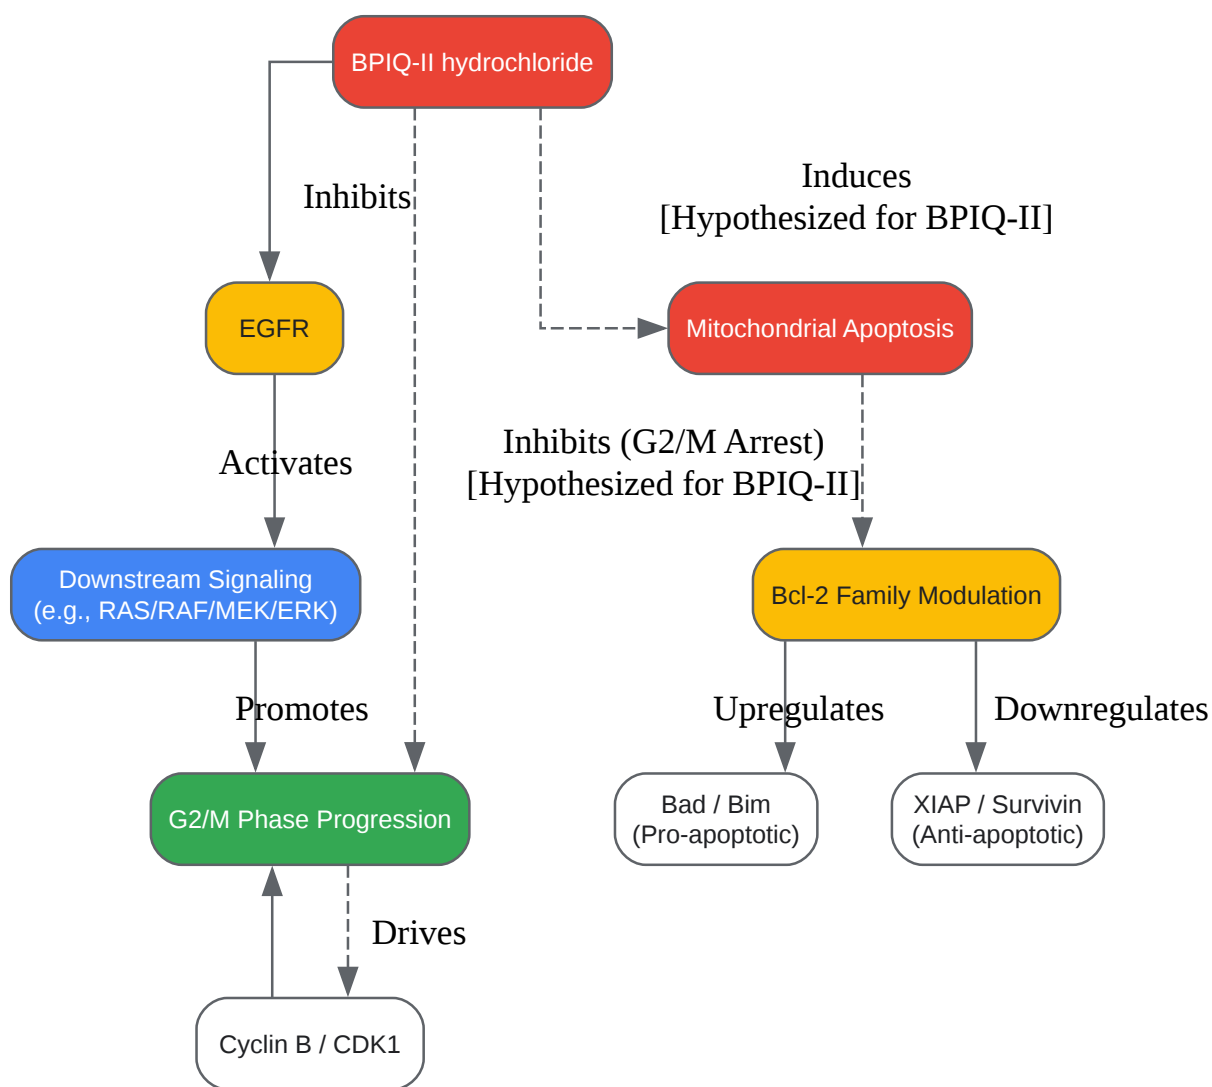 BPIQ-II hydrochloride
Inhibits
Induces
[Hypothesized for BPIQ-II]
EGFR
Mitochondrial Apoptosis
Activates
Inhibits (G2/M Arrest)
[Hypothesized for BPIQ-II]
Downstream Signaling
(e.g., RAS/RAF/MEK/ERK)
Bcl-2 Family Modulation
Promotes
Upregulates
Downregulates
G2/M Phase Progression
Bad / Bim
(Pro-apoptotic)
XIAP / Survivin
(Anti-apoptotic)
Drives
Cyclin B / CDK1